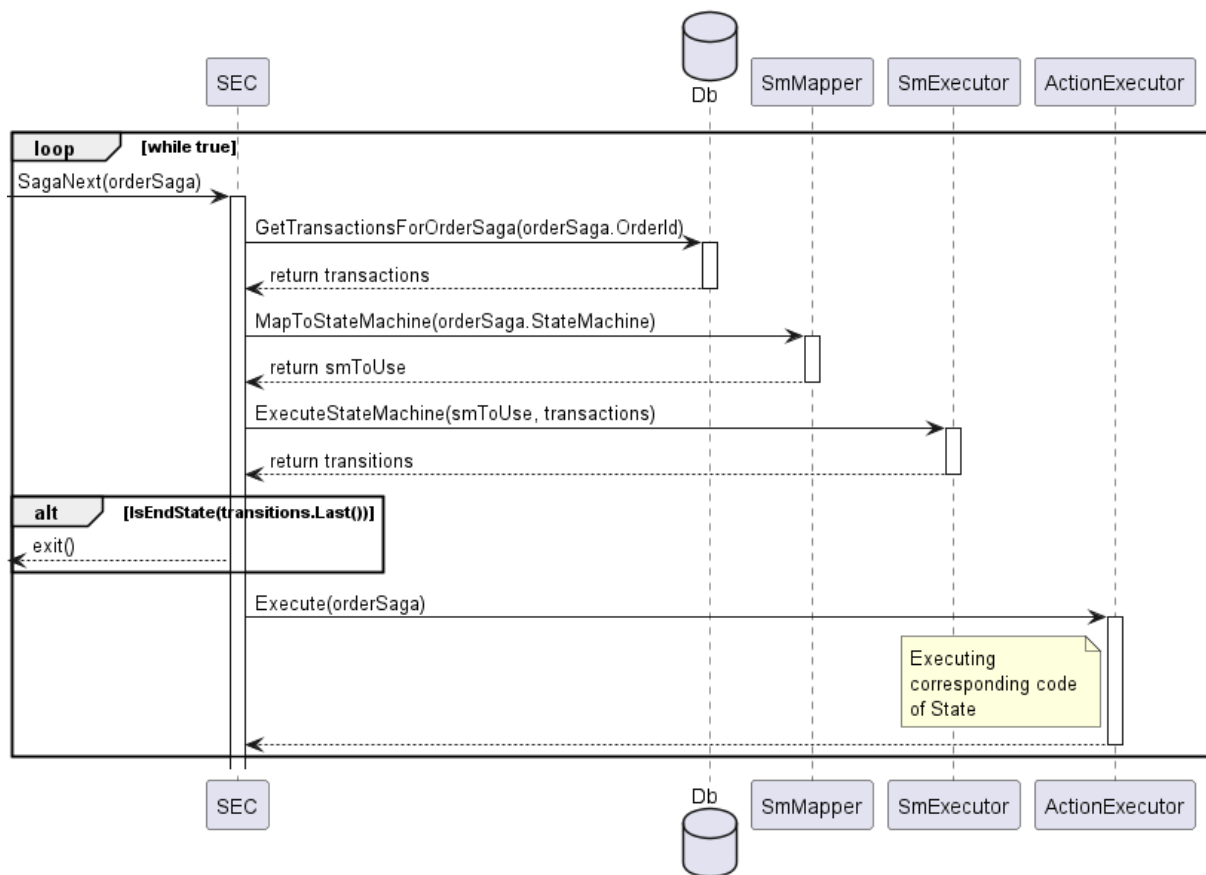 SEC
Db
SmMapper
SmExecutor
ActionExecutor
loop
[while true]
SagaNext(orderSaga)
GetTransactionsForOrderSaga(orderSaga.OrderId)
return transactions
MapToStateMachine(orderSaga.StateMachine)
return smToUse
ExecuteStateMachine(smToUse, transactions)
return transitions
alt
[IsEndState(transitions.Last())]
exit()
Execute(orderSaga)
Executing
corresponding code
of State
SEC
Db
SmMapper
SmExecutor
ActionExecutor